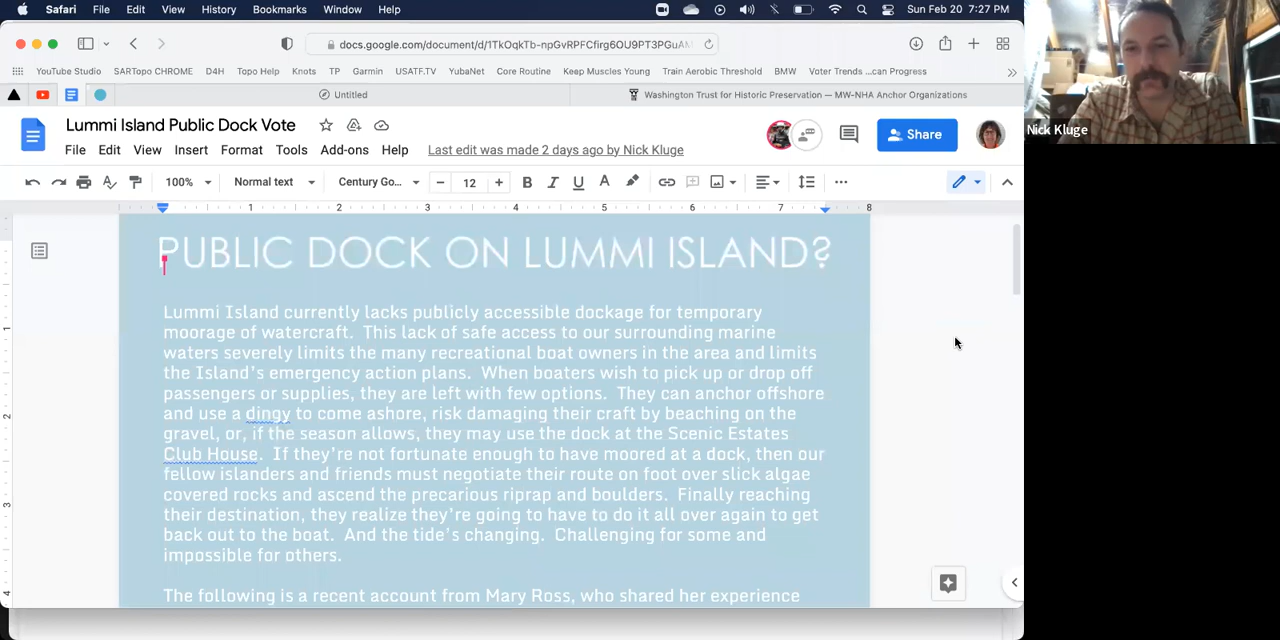 Safari File Edit View History Bookmarks Window Help Sun Feb 20 7:27 PM
docs.google.com/document/d/1TkOqkTb-npGvRPFCfirg6OU9PT3PGuAM
YouTube Studio SARTopo CHROME D4H Topo Help Knots TP Garmin USATF.TV YubaNet Core Routine Keep Muscles Young Train Aerobic Threshold BMW Voter Trends ...can Progress
Untitled Washington Trust for Historic Preservation — MW-NHA Anchor Organizations
Lummi Island Public Dock Vote
Share
File Edit View Insert Format Tools Add-ons Help Last edit was made 2 days ago by Nick Kluge
Nick Kluge
100% Normal text Century Go... 12
1 2 3 4 5 6 7 8
PUBLIC DOCK ON LUMMI ISLAND?
Lummi Island currently lacks publicly accessible dockage for temporary
moorage of watercraft. This lack of safe access to our surrounding marine
waters severely limits the many recreational boat owners in the area and limits
the Island's emergency action plans. When boaters wish to pick up or drop off
passengers or supplies, they are left with few options. They can anchor offshore
and use a dingy to come ashore, risk damaging their craft by beaching on the
gravel, or, if the season allows, they may use the dock at the Scenic Estates
Club House. If they're not fortunate enough to have moored at a dock, then our
fellow islanders and friends must negotiate their route on foot over slick algae
covered rocks and ascend the precarious riprap and boulders. Finally reaching
their destination, they realize they're going to have to do it all over again to get
back out to the boat. And the tide's changing. Challenging for some and
impossible for others.
The following is a recent account from Mary Ross, who shared her experience
1
2
3
4